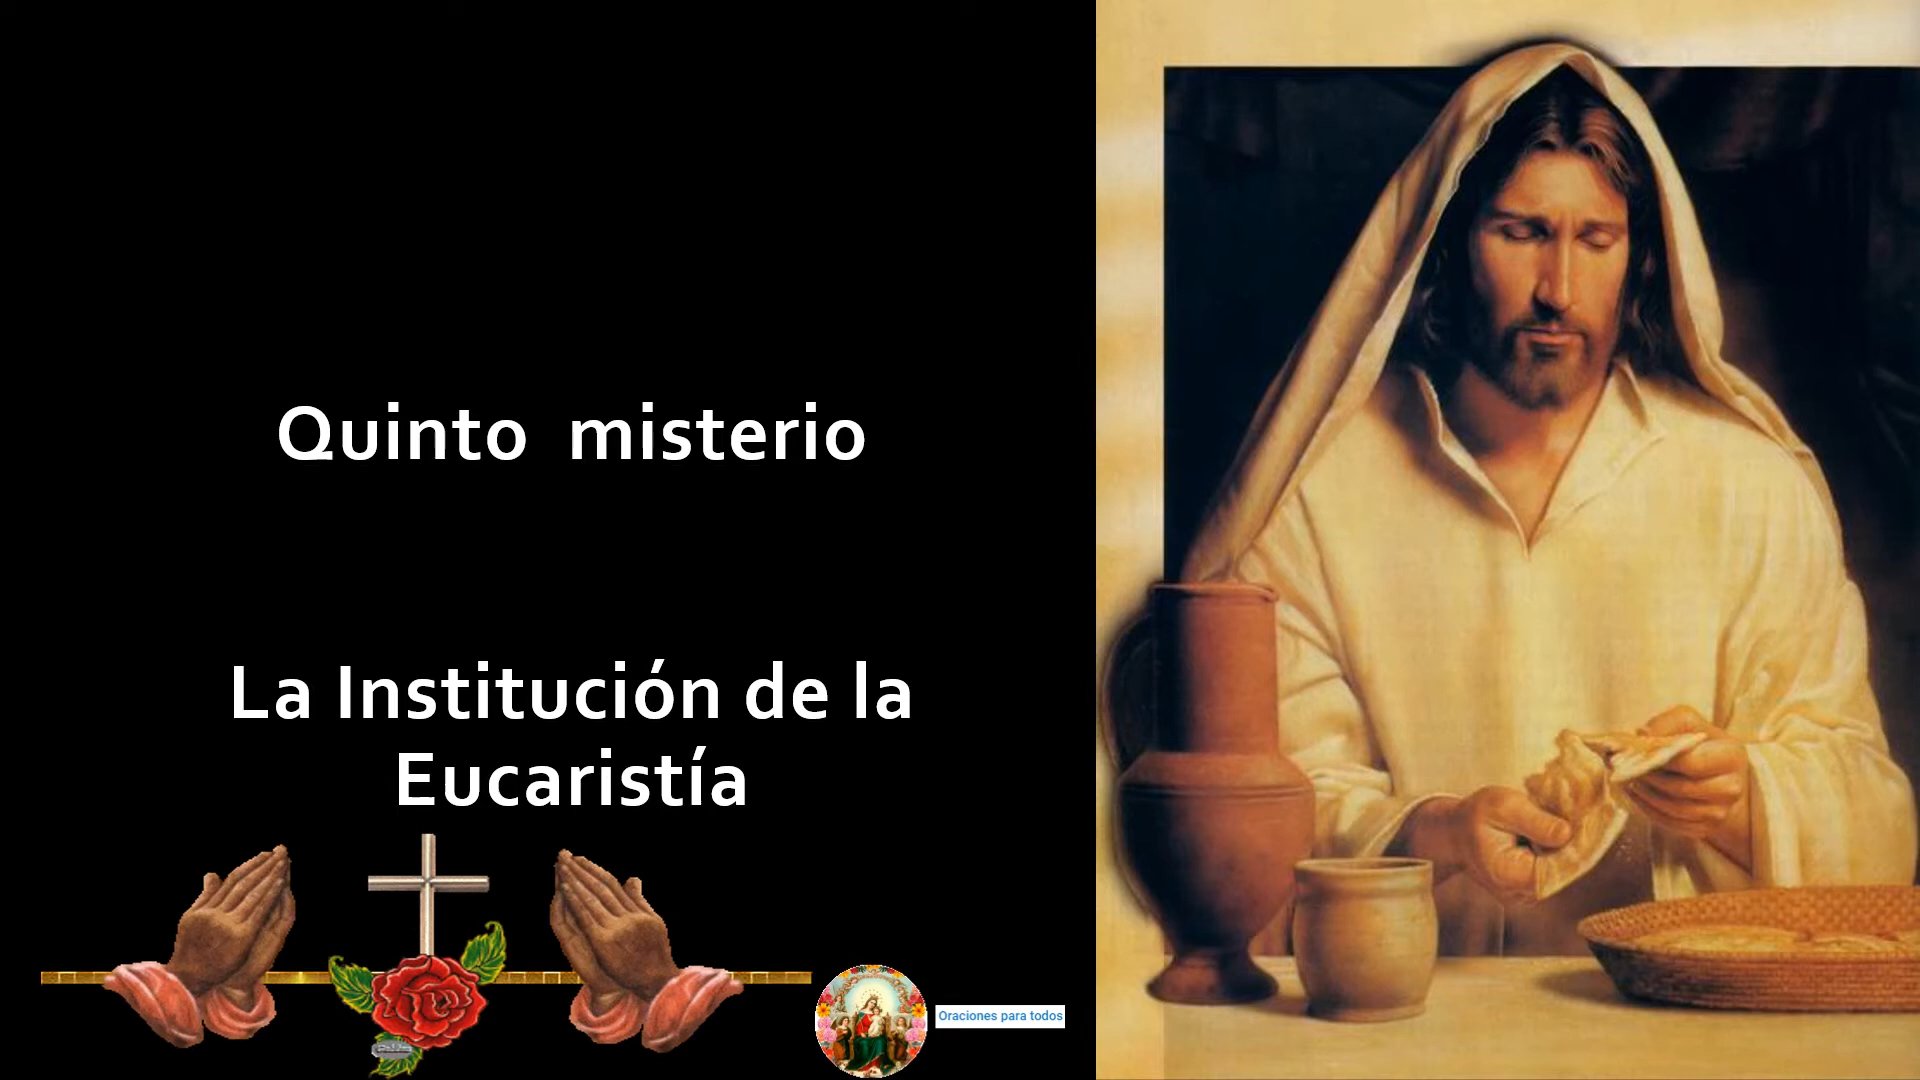 Quinto misterio
La Institución de la
Eucaristía
Oraciones para todos